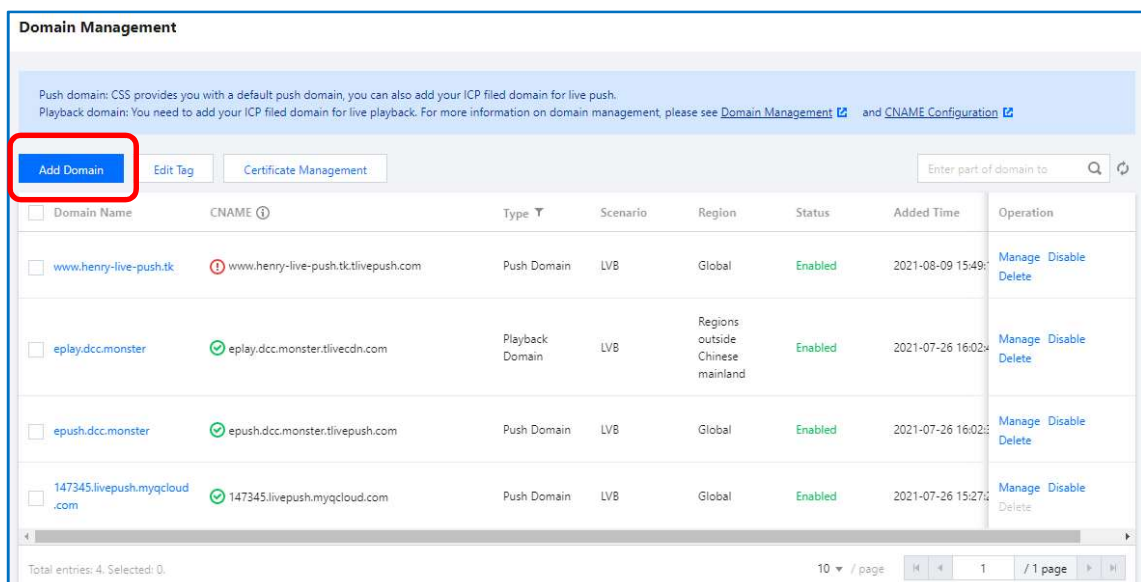 Domain Management
Push domain: CSS provides you with a default push domain, you can also add your ICP filed domain for live push.
Playback domain: You need to add your ICP filed domain for live playback. For more information on domain management, please see Domain Management and CNAME Configuration
Add Domain Edit Tag Certificate Management Enter part of domain to
Domain Name CNAME Type Scenario Region Status Added Time Operation
www.henry-live-push.tk www.henry-live-push.tk.tlivepush.com Push Domain LVB Global Enabled 2021-08-09 15:49: Manage Disable
Delete
eplay.dcc.monster eplay.dcc.monster.tlivecdn.com Playback Domain LVB Regions outside Chinese mainland Enabled 2021-07-26 16:02: Manage Disable
Delete
epush.dcc.monster epush.dcc.monster.tlivepush.com Push Domain LVB Global Enabled 2021-07-26 16:02: Manage Disable
Delete
147345.livepush.myqcloud
.com 147345.livepush.myqcloud.com Push Domain LVB Global Enabled 2021-07-26 15:27: Manage Disable
Delete
Total entries: 4. Selected: 0. 10 / page 1 / 1 page